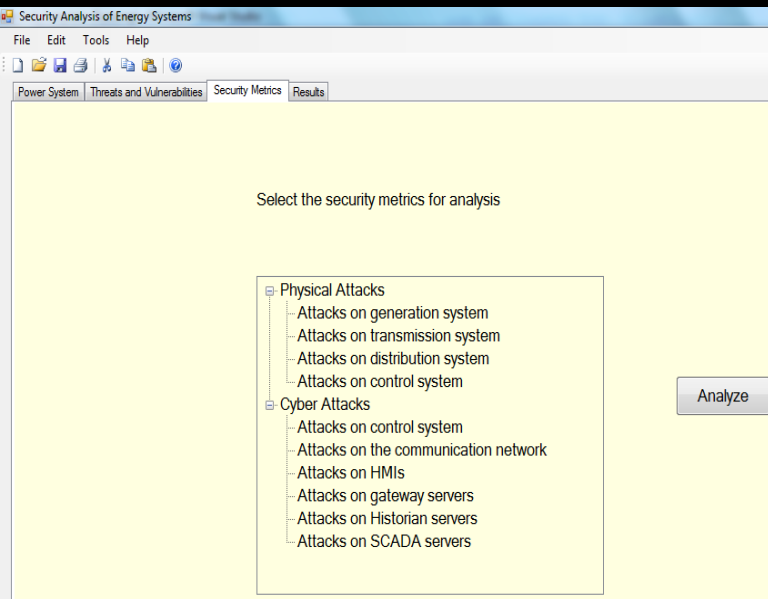 Security Analysis of Energy Systems
File Edit Tools Help
Power System Threats and Vulnerabilities Security Metrics Results
Select the security metrics for analysis
Physical Attacks
Attacks on generation system
Attacks on transmission system
Attacks on distribution system
Attacks on control system
Analyze
Cyber Attacks
Attacks on control system
Attacks on the communication network
Attacks on HMIs
Attacks on gateway servers
Attacks on Historian servers
Attacks on SCADA servers